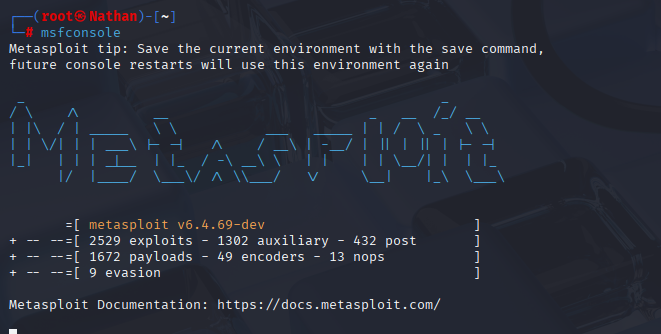 ┌──(root㉿Nathan)-[~]
└─# msfconsole
Metasploit tip: Save the current environment with the save command,
future console restarts will use this environment again
METASPLOIT
=[ metasploit v6.4.69-dev ]
+ -- --=[ 2529 exploits - 1302 auxiliary - 432 post ]
+ -- --=[ 1672 payloads - 49 encoders - 13 nops ]
+ -- --=[ 9 evasion ]
Metasploit Documentation: https://docs.metasploit.com/